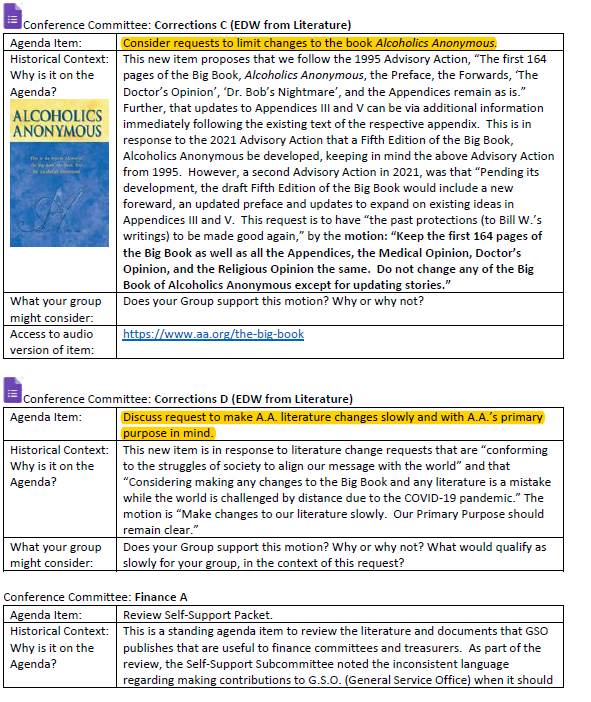 Conference Committee: Corrections C (EDW from Literature)
Agenda Item:
Consider requests to limit changes to the book Alcoholics Anonymous.
Historical Context:
Why is it on the
Agenda?
ALCOHOLICS
ANONYMOUS
This new item proposes that we follow the 1995 Advisory Action, “The first 164
pages of the Big Book, Alcoholics Anonymous, the Preface, the Forwards, ‘The
Doctor’s Opinion’, ‘Dr. Bob’s Nightmare’, and the Appendices remain as is.”
Further, that updates to Appendices III and V can be via additional information
immediately following the existing text of the respective appendix.  This is in
response to the 2021 Advisory Action that a Fifth Edition of the Big Book,
Alcoholics Anonymous be developed, keeping in mind the above Advisory Action
from 1995.  However, a second Advisory Action in 2021, was that “Pending its
development, the draft Fifth Edition of the Big Book would include a new
foreward, an updated preface and updates to expand on existing ideas in
Appendices III and V.  This request is to have “the past protections (to Bill W.’s
writings) to be made good again,” by the motion: “Keep the first 164 pages of
the Big Book as well as all the Appendices, the Medical Opinion, Doctor’s
Opinion, and the Religious Opinion the same.  Do not change any of the Big
Book of Alcoholics Anonymous except for updating stories.”
What your group
might consider:
Does your Group support this motion? Why or why not?
Access to audio
version of item:
https://www.aa.org/the-big-book
Conference Committee: Corrections D (EDW from Literature)
Agenda Item:
Discuss request to make A.A. literature changes slowly and with A.A.’s primary
purpose in mind.
Historical Context:
Why is it on the
Agenda?
This new item is in response to literature change requests that are “conforming
to the struggles of society to align our message with the world” and that
“Considering making any changes to the Big Book and any literature is a mistake
while the world is challenged by distance due to the COVID-19 pandemic.” The
motion is “Make changes to our literature slowly.  Our Primary Purpose should
remain clear.”
What your group
might consider:
Does your Group support this motion? Why or why not? What would qualify as
slowly for your group, in the context of this request?
Conference Committee: Finance A
Agenda Item:
Review Self-Support Packet.
Historical Context:
Why is it on the
Agenda?
This is a standing agenda item to review the literature and documents that GSO
publishes that are useful to finance committees and treasurers.  As part of the
review, the Self-Support Subcommittee noted the inconsistent language
regarding making contributions to G.S.O. (General Service Office) when it should